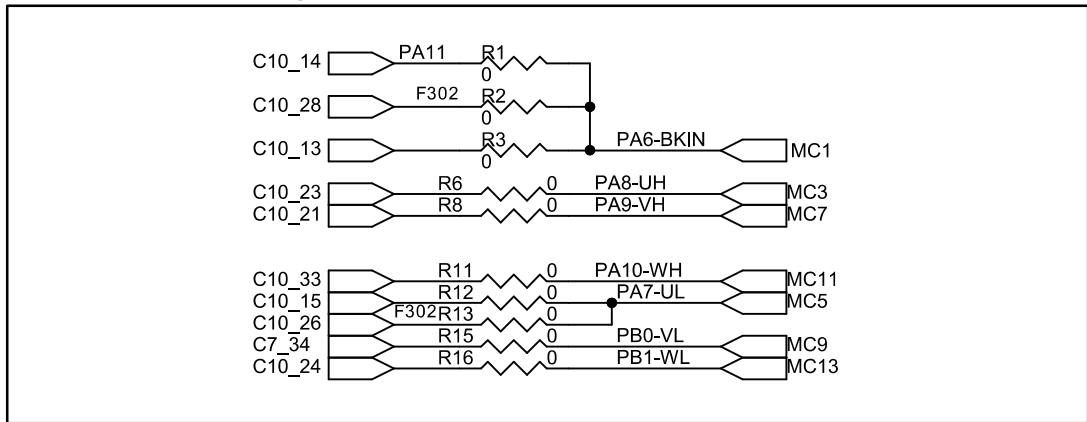 C10_14 PA11 R1
0
C10_28 F302 R2
0
C10_13 R3 PA6-BKIN MC1
0
C10_23 R6 0 PA8-UH MC3
C10_21 R8 0 PA9-VH MC7
C10_33 R11 0 PA10-WH MC11
C10_15 R12 0 PA7-UL MC5
C10_26 F302 R13 0
C7_34 R15 0 PB0-VL MC9
C10_24 R16 0 PB1-WL MC13